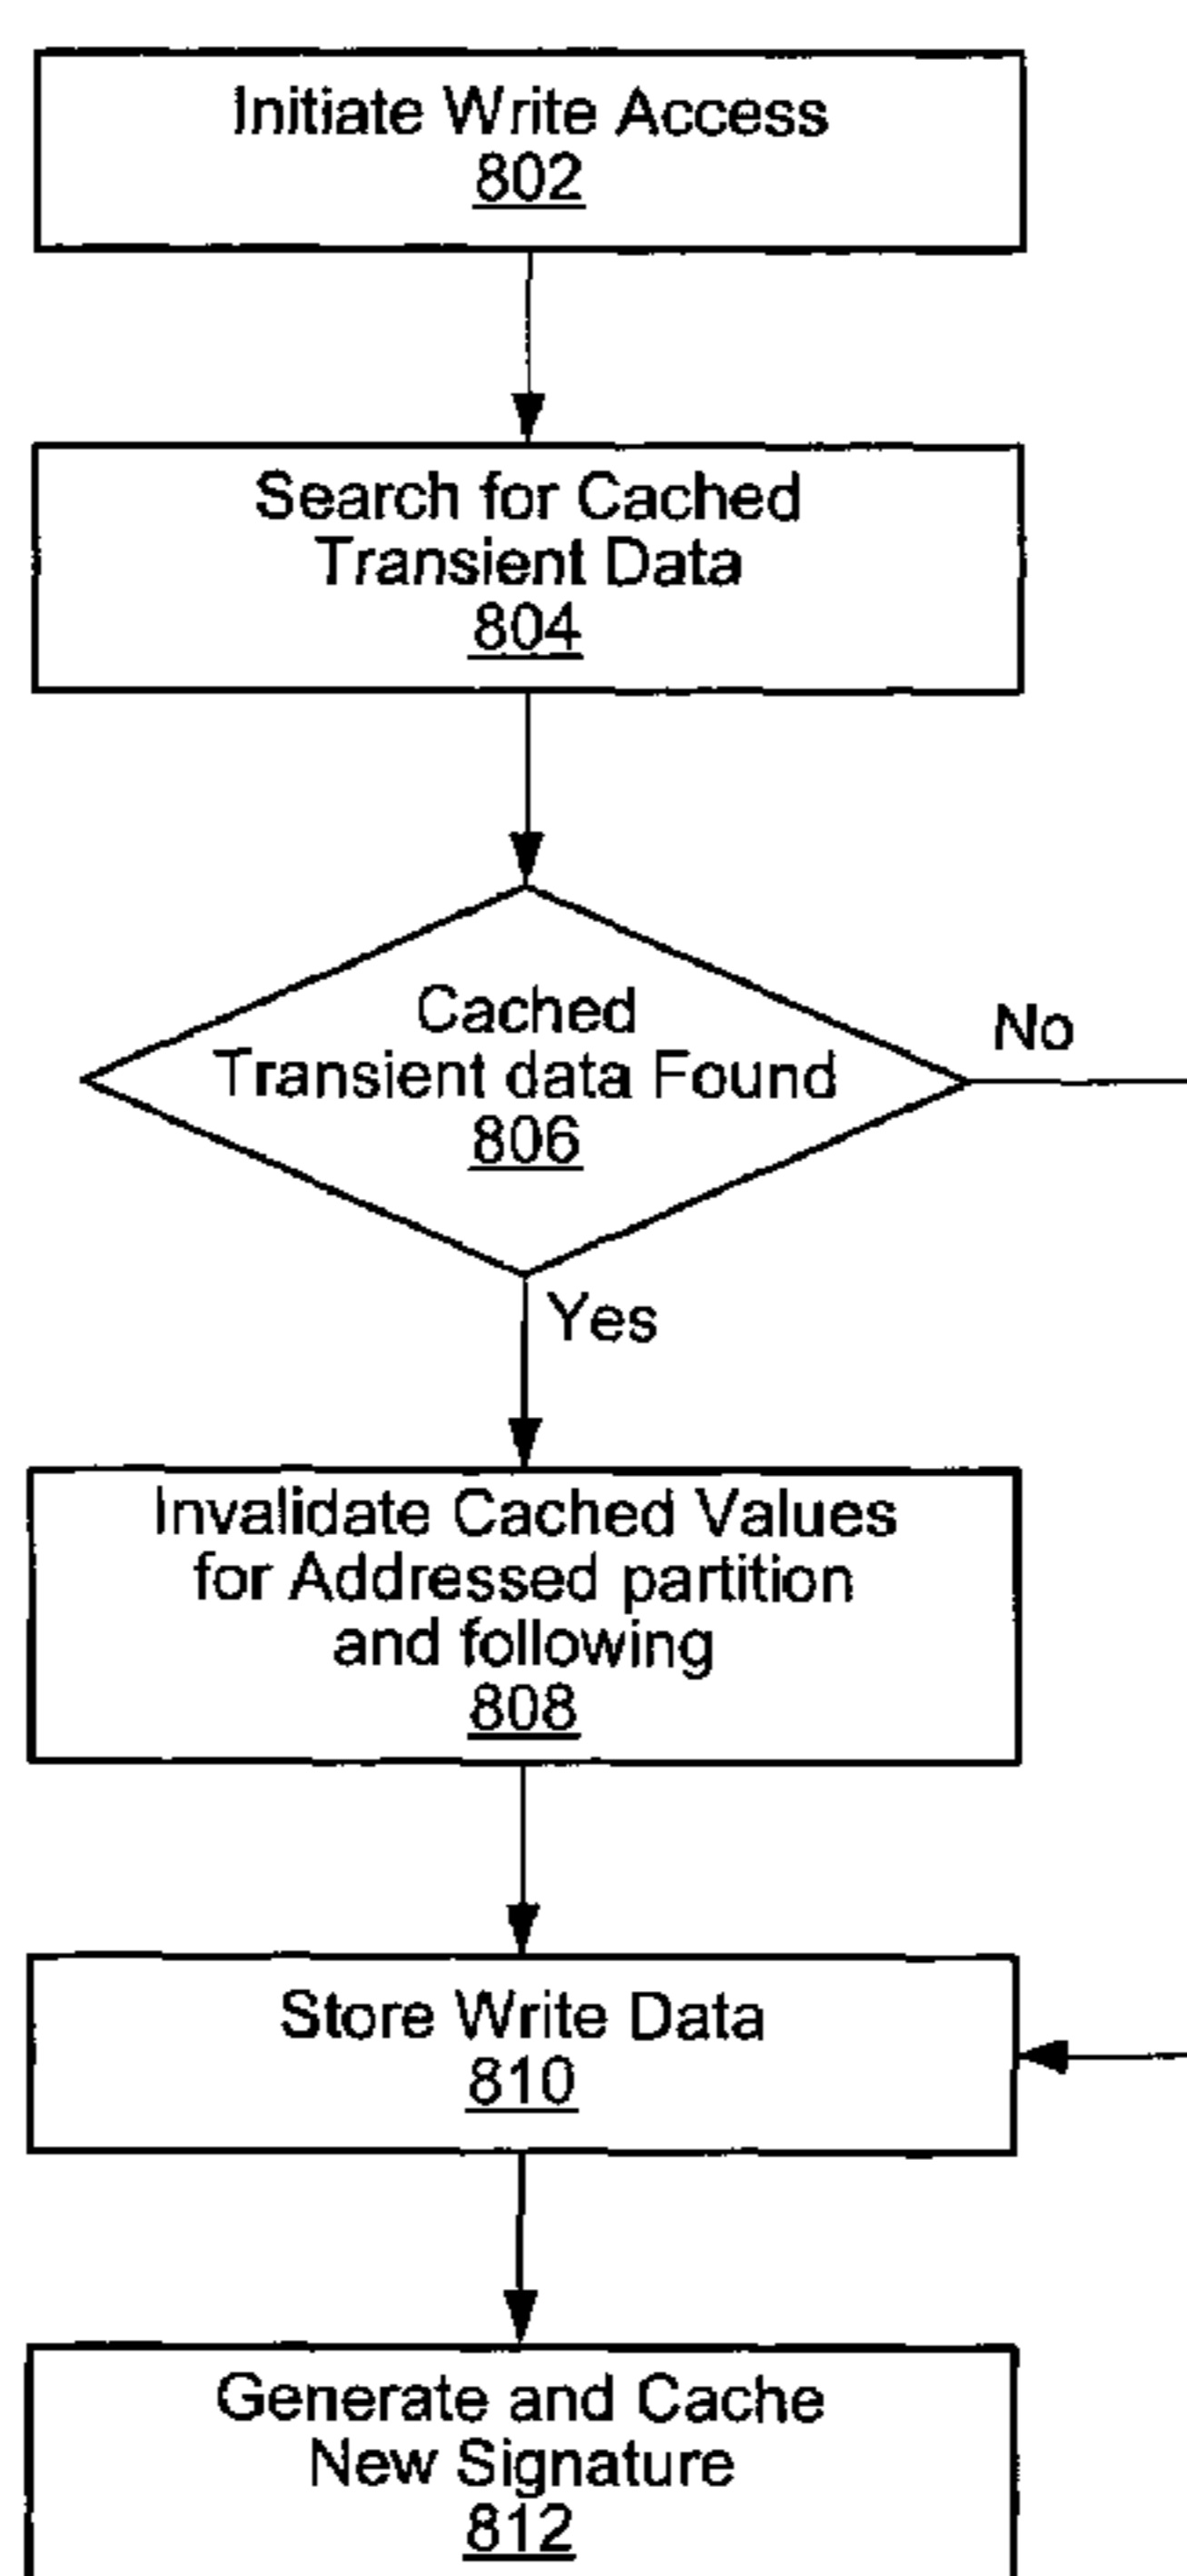 Initiate Write Access
802
Search for Cached
Transient Data
804
Cached
Transient data Found
806
No
Yes
Invalidate Cached Values
for Addressed partition
and following
808
Store Write Data
810
Generate and Cache
New Signature
812